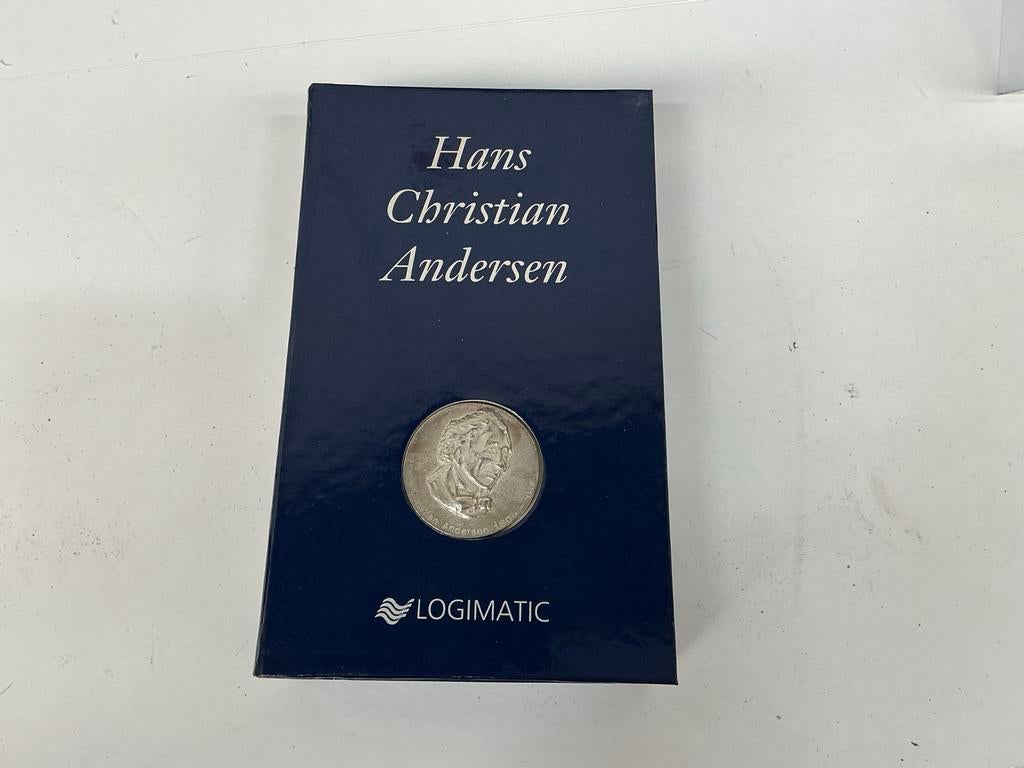 Hans
Christian
Andersen
Andersen
LOGIMATIC